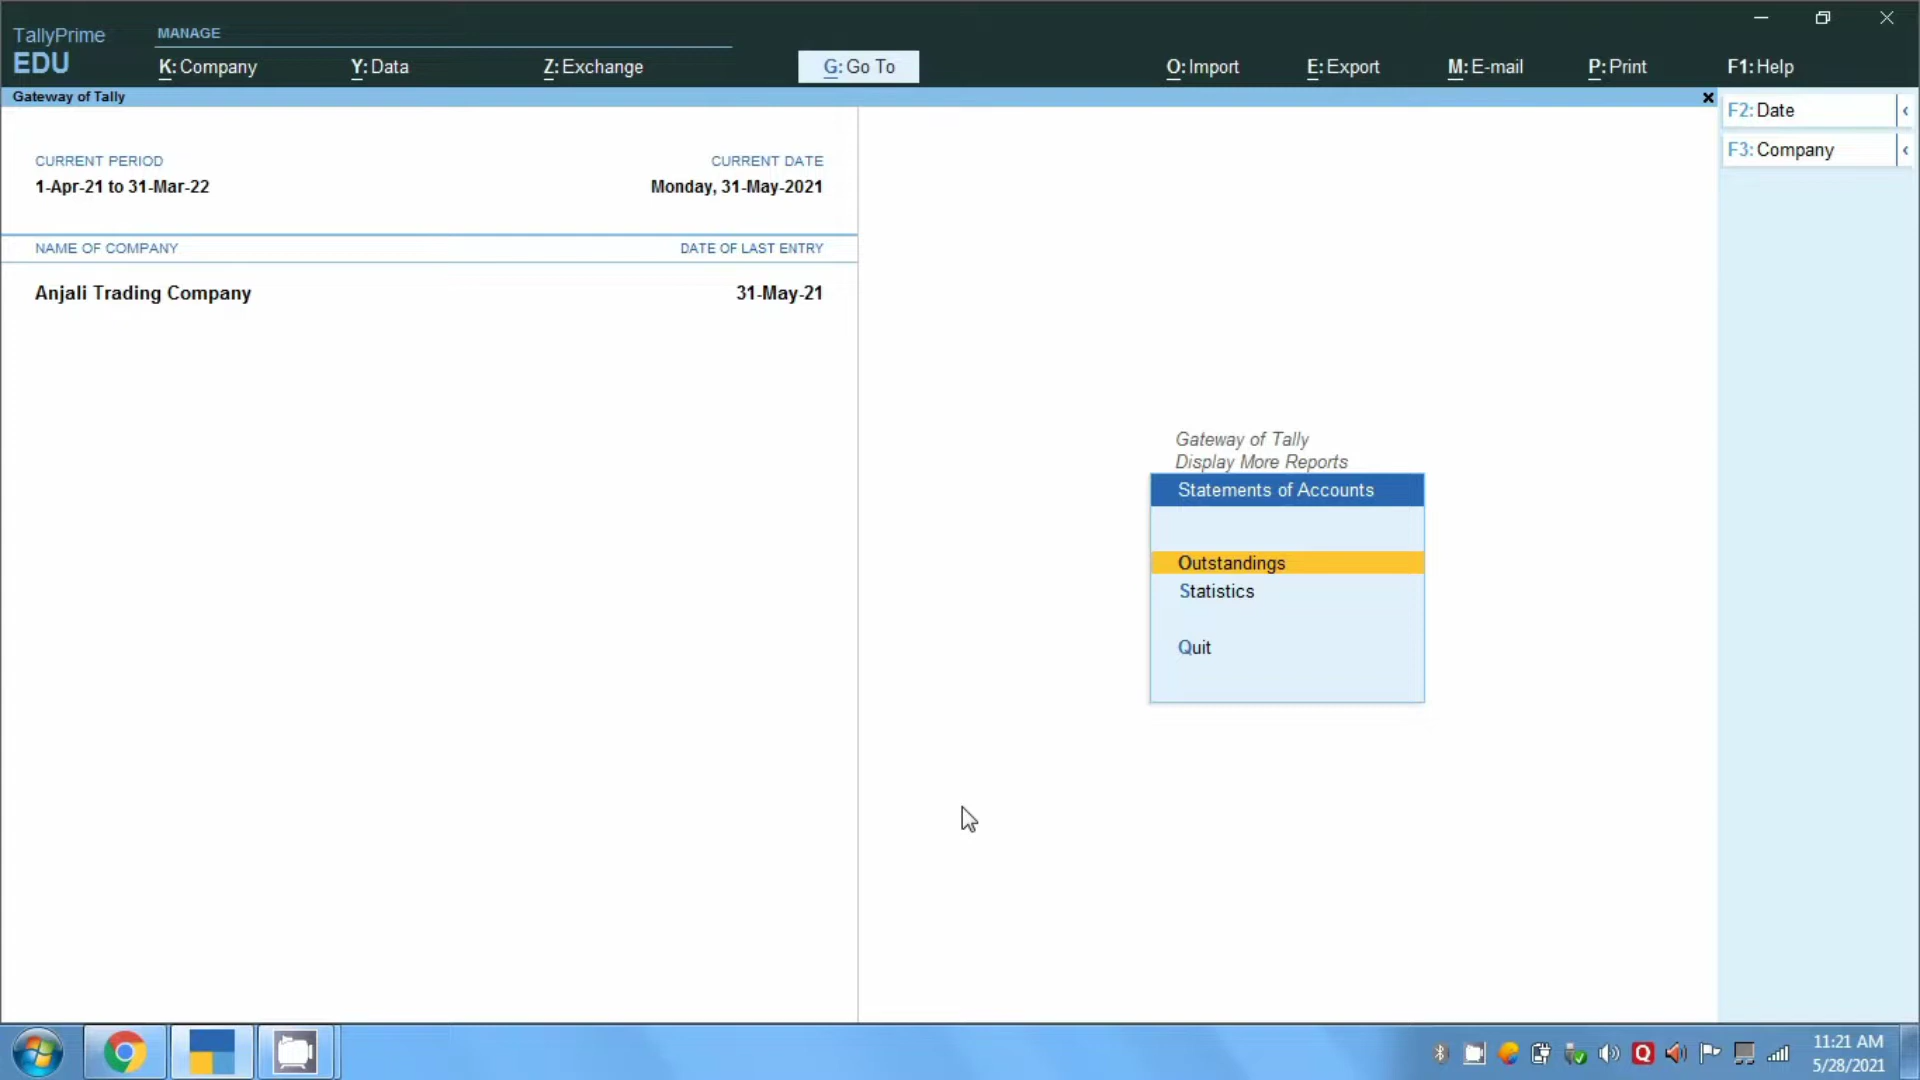 TallyPrime
EDU
MANAGE
K: Company
Y: Data
Z: Exchange
G: Go To
O: Import
E: Export
M: E-mail
P: Print
F1: Help
Gateway of Tally
F2: Date
F3: Company
CURRENT PERIOD
CURRENT DATE
1-Apr-21 to 31-Mar-22
Monday, 31-May-2021
NAME OF COMPANY
DATE OF LAST ENTRY
Anjali Trading Company
31-May-21
Gateway of Tally
Display More Reports
Statements of Accounts
Outstandings
Statistics
Quit
Q
11:21 AM
5/28/2021